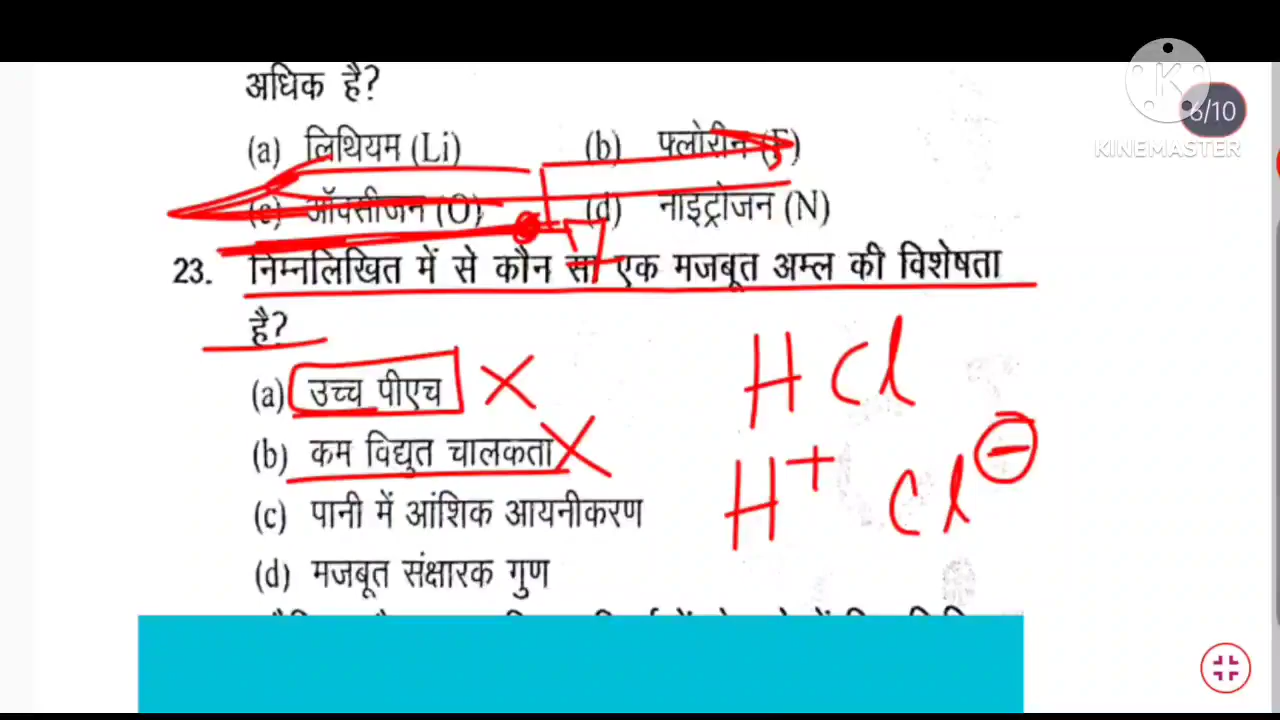 अधिक है?
(a) लिथियम (Li) (b) फ्लोरीन (F)
(c) ऑक्सीजन (O) (d) नाइट्रोजन (N)
23. निम्नलिखित में से कौन सा एक मजबूत अम्ल की विशेषता
है?
(a) उच्च पीएच
(b) कम विद्युत चालकता
(c) पानी में आंशिक आयनीकरण
(d) मजबूत संक्षारक गुण
HCl
H+ Cl−
6/10
K
KINEMASTER